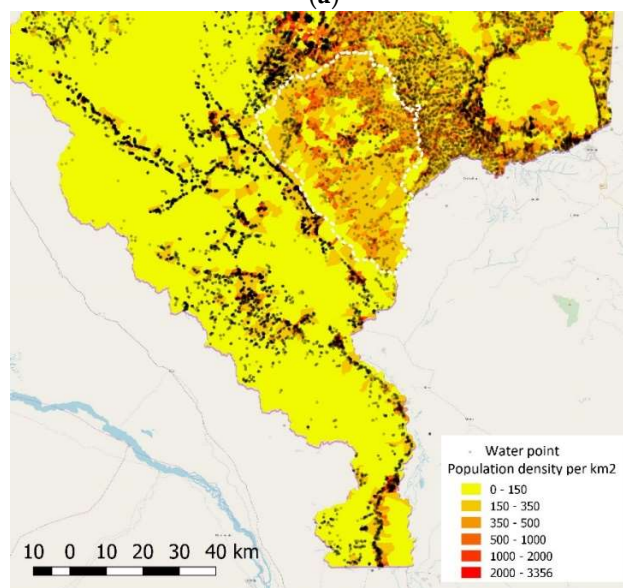 (a)
Water point
Population density per km2
0 - 150
150 - 350
350 - 500
500 - 1000
1000 - 2000
2000 - 3356
10 0 10 20 30 40 km